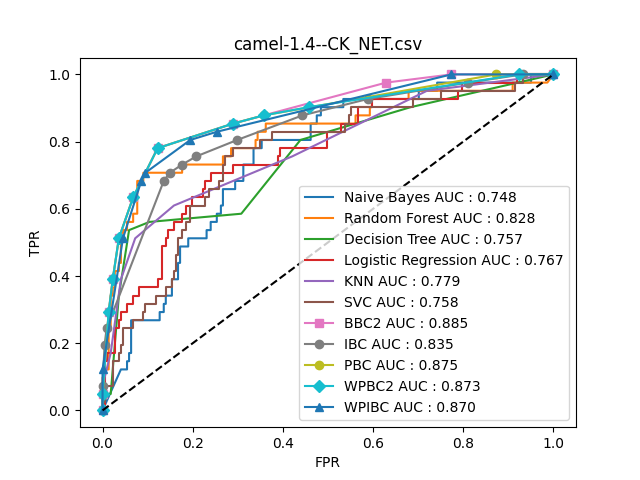 camel-1.4--CK_NET.csv
1.0
0.8
0.6
0.4
0.2
0.0
TPR
Naive Bayes AUC : 0.748
Random Forest AUC : 0.828
Decision Tree AUC : 0.757
Logistic Regression AUC : 0.767
KNN AUC : 0.779
SVC AUC : 0.758
BBC2 AUC : 0.885
IBC AUC : 0.835
PBC AUC : 0.875
WPBC2 AUC : 0.873
WPIBC AUC : 0.870
0.0 0.2 0.4 0.6 0.8 1.0
FPR